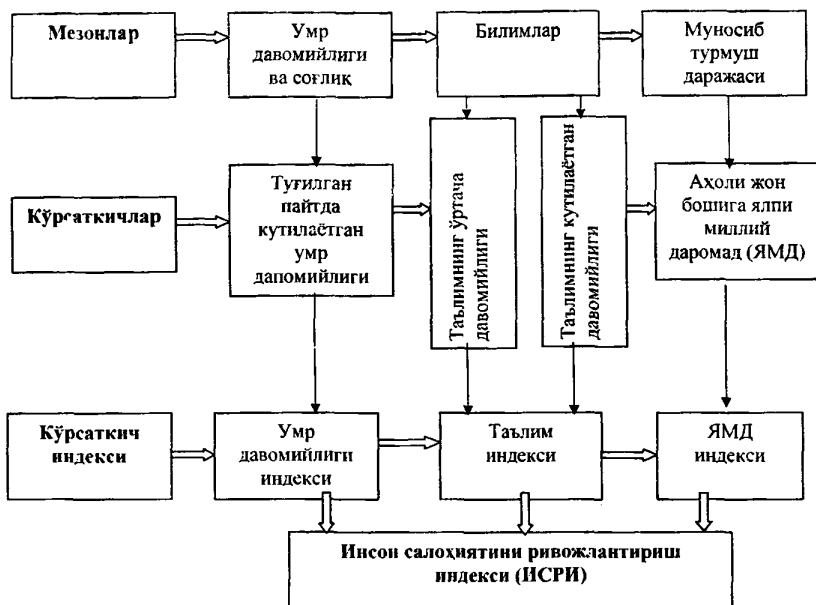 Мезонлар
Умр
давомийлиги
ва соғлиқ
Билимлар
Муносиб
турмуш
даражаси
Кўрсаткичлар
Туғилган
пайтда
кутилаётган
умр
дапомийлиги
Таълимнинг ўртача
давомийлиги
Таълимнинг кутилаётган
давомийлиги
Аҳоли жон
бошига ялпи
миллий
даромад (ЯМД)
Кўрсаткич
индекси
Умр
давомийлиги
индекси
Таълим
индекси
ЯМД
индекси
Инсон салоҳиятини ривожлантириш
индекси (ИСРИ)